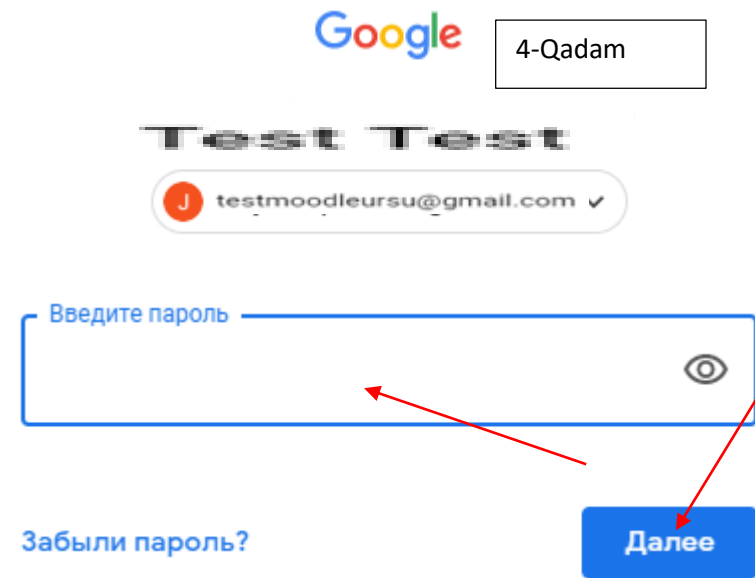 Google
4-Qadam
Test Test
J testmoodleursu@gmail.com
Введите пароль
Забыли пароль?
Далее